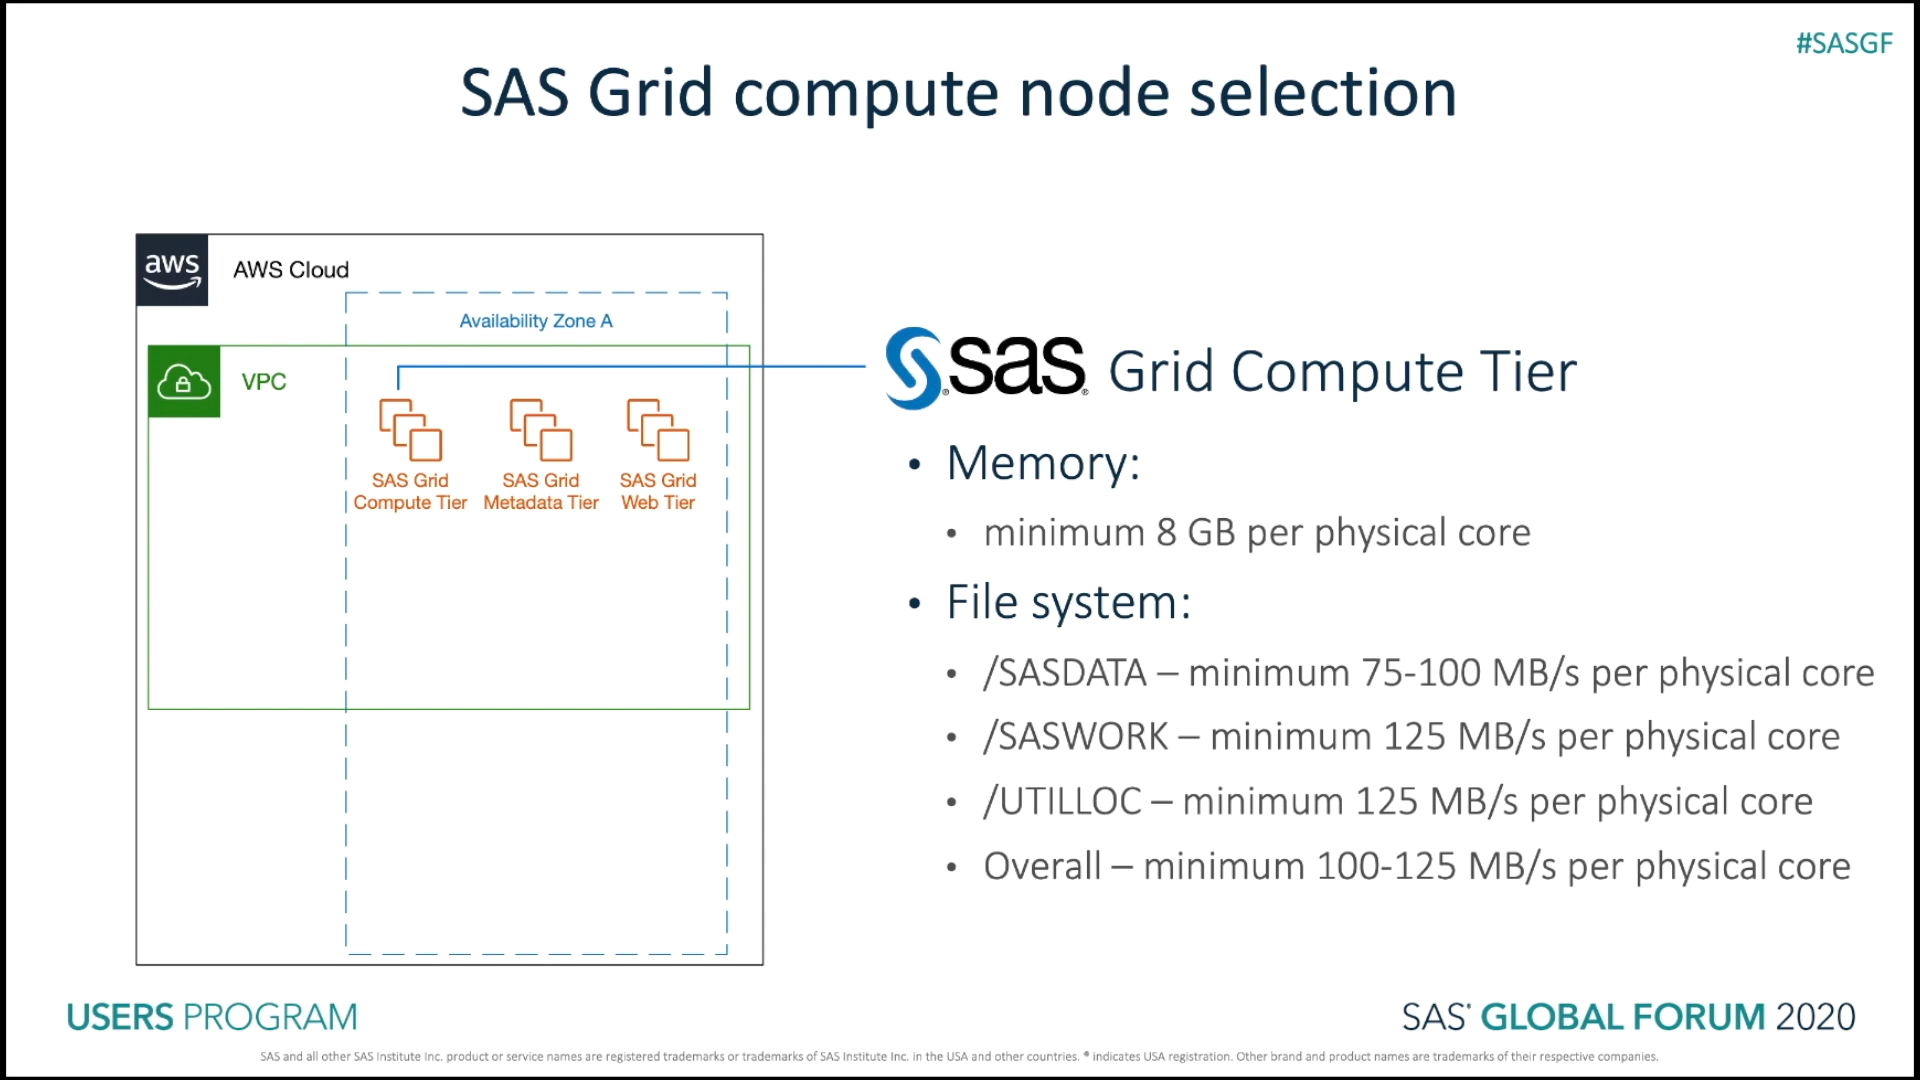 #SASGF
SAS Grid compute node selection
aws
AWS Cloud
Availability Zone A
VPC
SAS Grid
Compute Tier
SAS Grid
Metadata Tier
SAS Grid
Web Tier
sas® Grid Compute Tier
• Memory:
• minimum 8 GB per physical core
• File system:
• /SASDATA – minimum 75-100 MB/s per physical core
• /SASWORK – minimum 125 MB/s per physical core
• /UTILLOC – minimum 125 MB/s per physical core
• Overall – minimum 100-125 MB/s per physical core
USERS PROGRAM
SAS® GLOBAL FORUM 2020
SAS and all other SAS Institute Inc. product or service names are registered trademarks or trademarks of SAS Institute Inc. in the USA and other countries. ® indicates USA registration. Other brand and product names are trademarks of their respective companies.